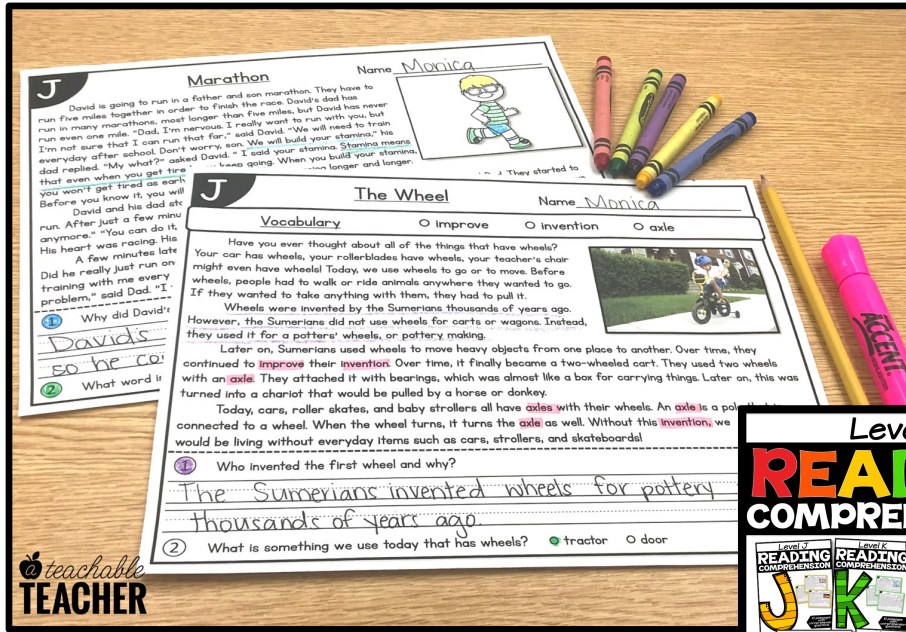 J
Marathon
Name Monica
David is going to run in a father and son marathon. They have to
run five miles together in order to finish the race. David's dad has
run in many marathons, most longer than five miles, but David has never
run even one mile. "Dad, I'm nervous. I really want to run with you, but
I'm not sure that I can run that far," said David. "We will need to train
everyday after school. Don't worry, son. We will build your stamina," his
dad replied. "My what?" asked David. "I said your stamina. Stamina means
that even when you get tired keep going. When you build your stamina,
you won't get tired as early longer and longer.
Before you know it, you will They started to
David and his dad
run. After just a few
anymore." "You can do it,
His heart was racing. His
A few minutes
Did he really just run
training with me every
problem," said Dad. "I
1 Why did David's
Davids
so he
2 What word
J
The Wheel
Name Monica
Vocabulary improve invention axle
Have you ever thought about all of the things that have wheels?
Your car has wheels, your rollerblades have wheels, your teacher's chair
might even have wheels! Today, we use wheels to go or to move. Before
wheels, people had to walk or ride animals anywhere they wanted to go.
If they wanted to take anything with them, they had to pull it.
Wheels were invented by the Sumerians thousands of years ago.
However, the Sumerians did not use wheels for carts or wagons. Instead,
they used it for a potters' wheels, or pottery making.
Later on, Sumerians used wheels to move heavy objects from one place to another. Over time, they
continued to improve their invention. Over time, it finally became a two-wheeled cart. They used two wheels
with an axle. They attached it with bearings, which was almost like a box for carrying things. Later on, this was
turned into a chariot that would be pulled by a horse or donkey.
Today, cars, roller skates, and baby strollers all have axles with their wheels. An axle is a
connected to a wheel. When the wheel turns, it turns the axle as well. Without this invention, we
would be living without everyday items such as cars, strollers, and skateboards!
1 Who invented the first wheel and why?
The Sumerians invented wheels for pottery
thousands of years ago.
2 What is something we use today that has wheels? tractor door
ACCENT
a teachable
TEACHER
Level J
READING
COMPREHENSION
J
Level K
READING
COMPREHENSION
K